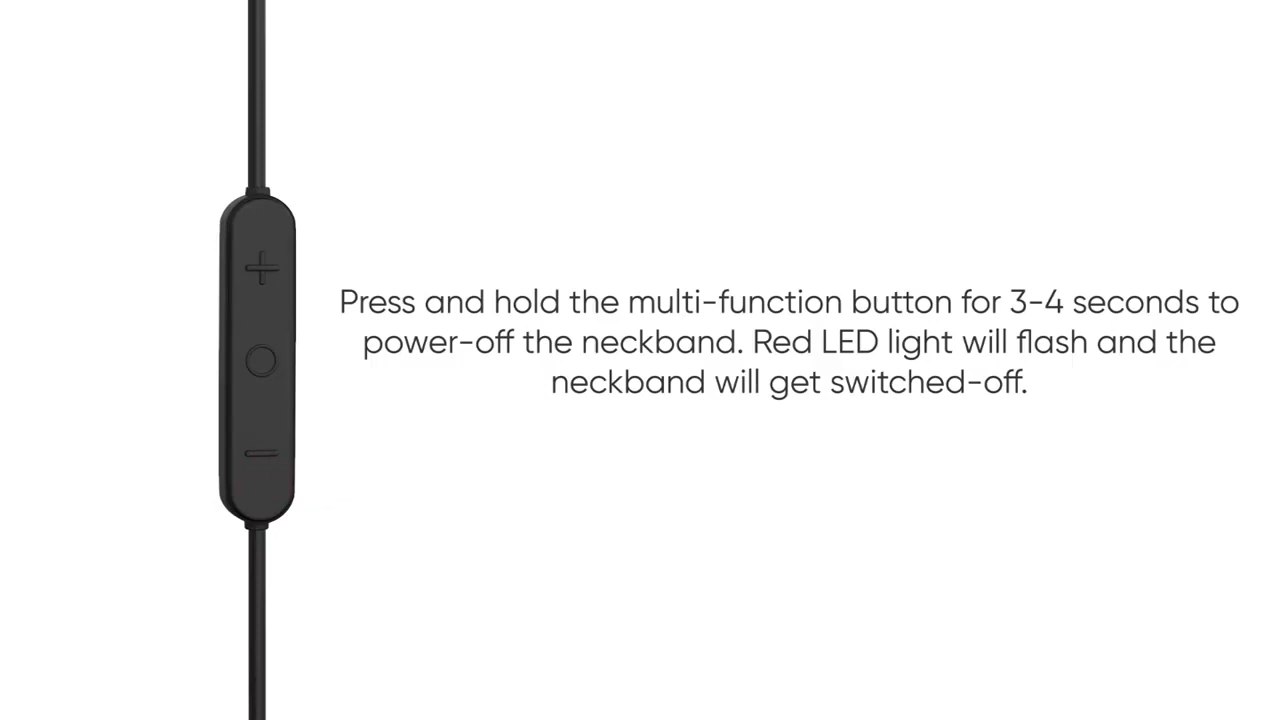 Press and hold the multi-function button for 3-4 seconds to
power-off the neckband. Red LED light will flash and the
neckband will get switched-off.